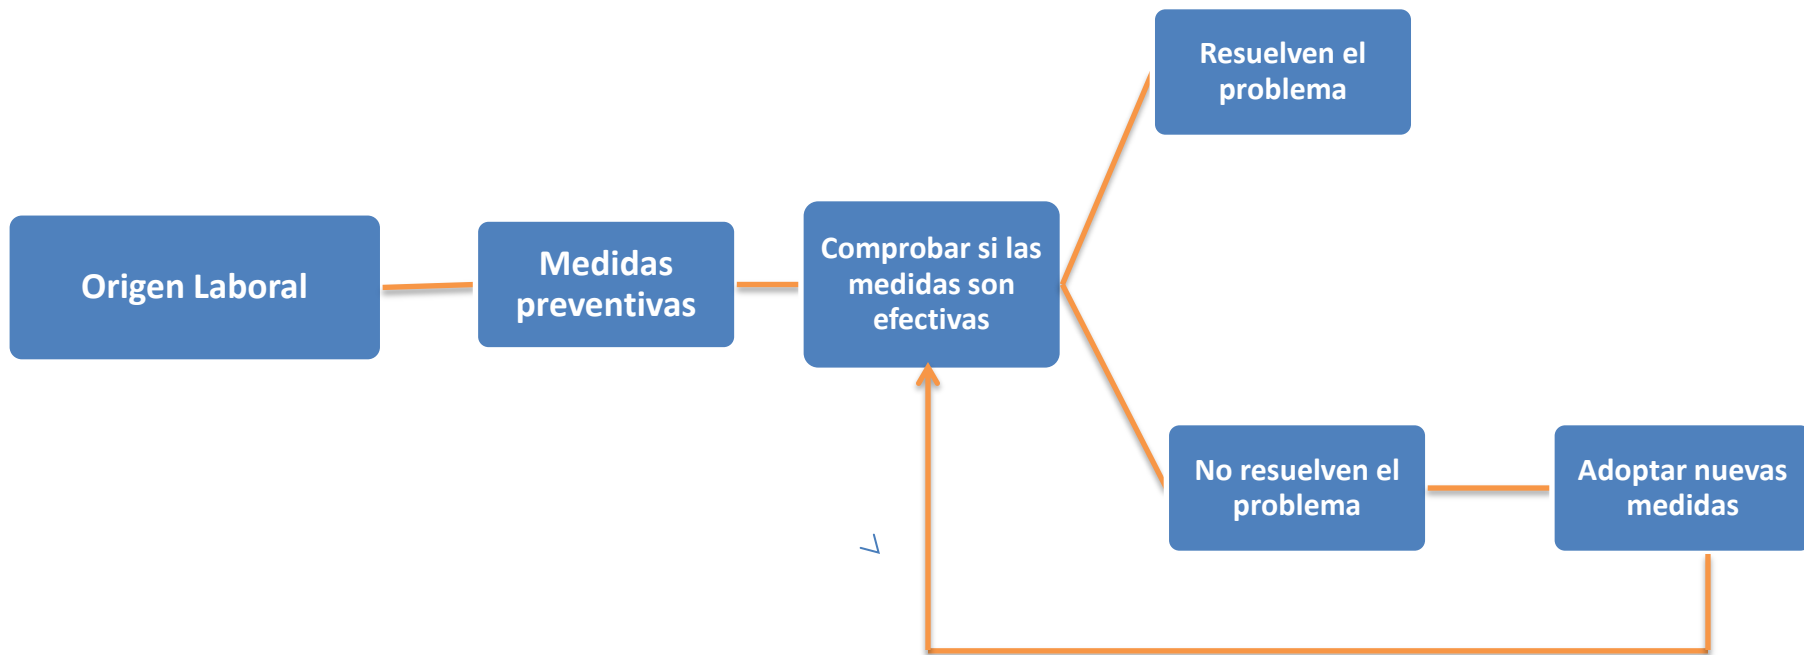 Resuelven el
problema
Origen Laboral
Medidas
preventivas
Comprobar si las
medidas son
efectivas
No resuelven el
problema
Adoptar nuevas
medidas